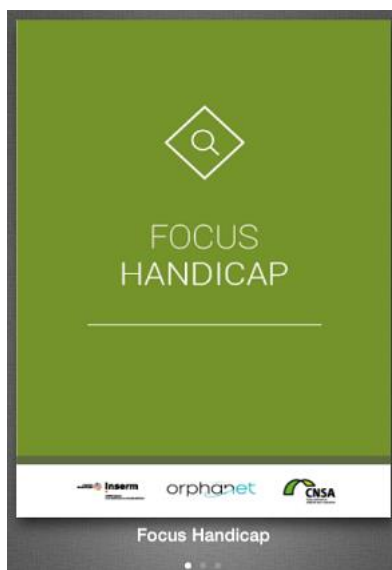 FOCUS
HANDICAP
Inserm
orphanet
CNSA
Focus Handicap